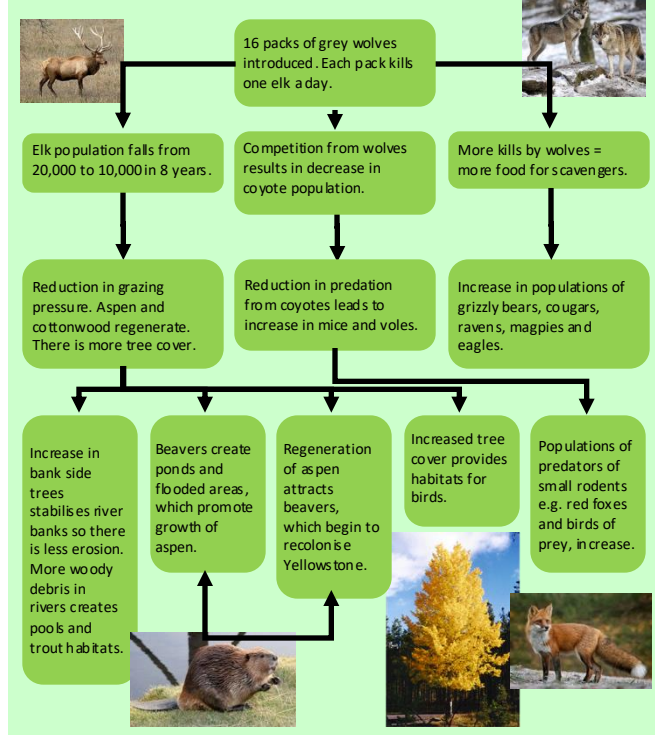 16 packs of grey wolves
introduced. Each pack kills
one elk a day.
Elk population falls from
20,000 to 10,000 in 8 years.
Competition from wolves
results in decrease in
coyote population.
More kills by wolves =
more food for scavengers.
Reduction in grazing
pressure. Aspen and
cottonwood regenerate.
There is more tree cover.
Reduction in predation
from coyotes leads to
increase in mice and voles.
Increase in populations of
grizzly bears, cougars,
ravens, magpies and
eagles.
Increase in
bank side
trees
stabilises river
banks so there
is less erosion.
More woody
debris in
rivers creates
pools and
trout habitats.
Beavers create
ponds and
flooded areas,
which promote
growth of
aspen.
Regeneration
of aspen
attracts
beavers,
which begin to
recolonise
Yellowstone.
Increased tree
cover provides
habitats for
birds.
Populations of
predators of
small rodents
e.g. red foxes
and birds of
prey, increase.